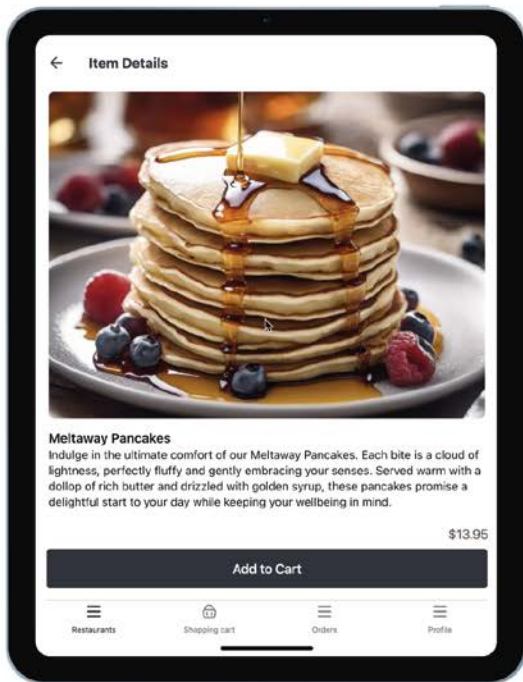 Item Details
Meltaway Pancakes
Indulge in the ultimate comfort of our Meltaway Pancakes. Each bite is a cloud of
lightness, perfectly fluffy and gently embracing your senses. Served warm with a
dollop of rich butter and drizzled with golden syrup, these pancakes promise a
delightful start to your day while keeping your wellbeing in mind.
$13.95
Add to Cart
Restaurants Shopping cart Orders Profile